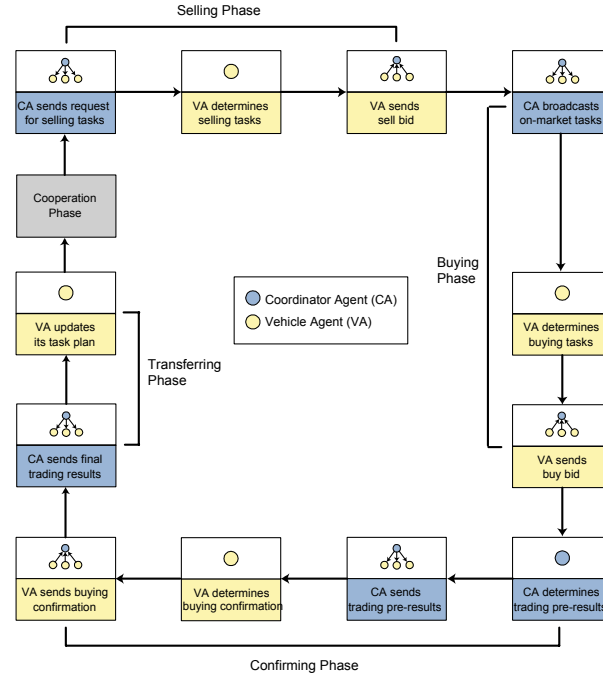 Selling Phase
CA sends request
for selling tasks
VA determines
selling tasks
VA sends
sell bid
CA broadcasts
on-market tasks
Cooperation
Phase
Buying
Phase
Coordinator Agent (CA)
Vehicle Agent (VA)
VA updates
its task plan
VA determines
buying tasks
Transferring
Phase
CA sends final
trading results
VA sends
buy bid
VA sends buying
confirmation
VA determines
buying confirmation
CA sends
trading pre-results
CA determines
trading pre-results
Confirming Phase